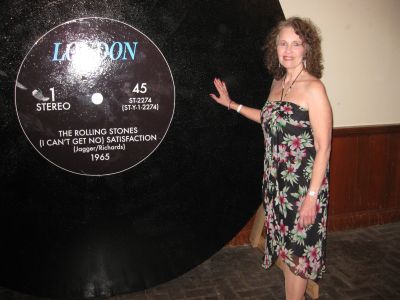 LONDON
1 45
STEREO ST-2274
(ST-Y-1-2274)
THE ROLLING STONES
(I CAN'T GET NO) SATISFACTION
(Jagger/Richards)
1965